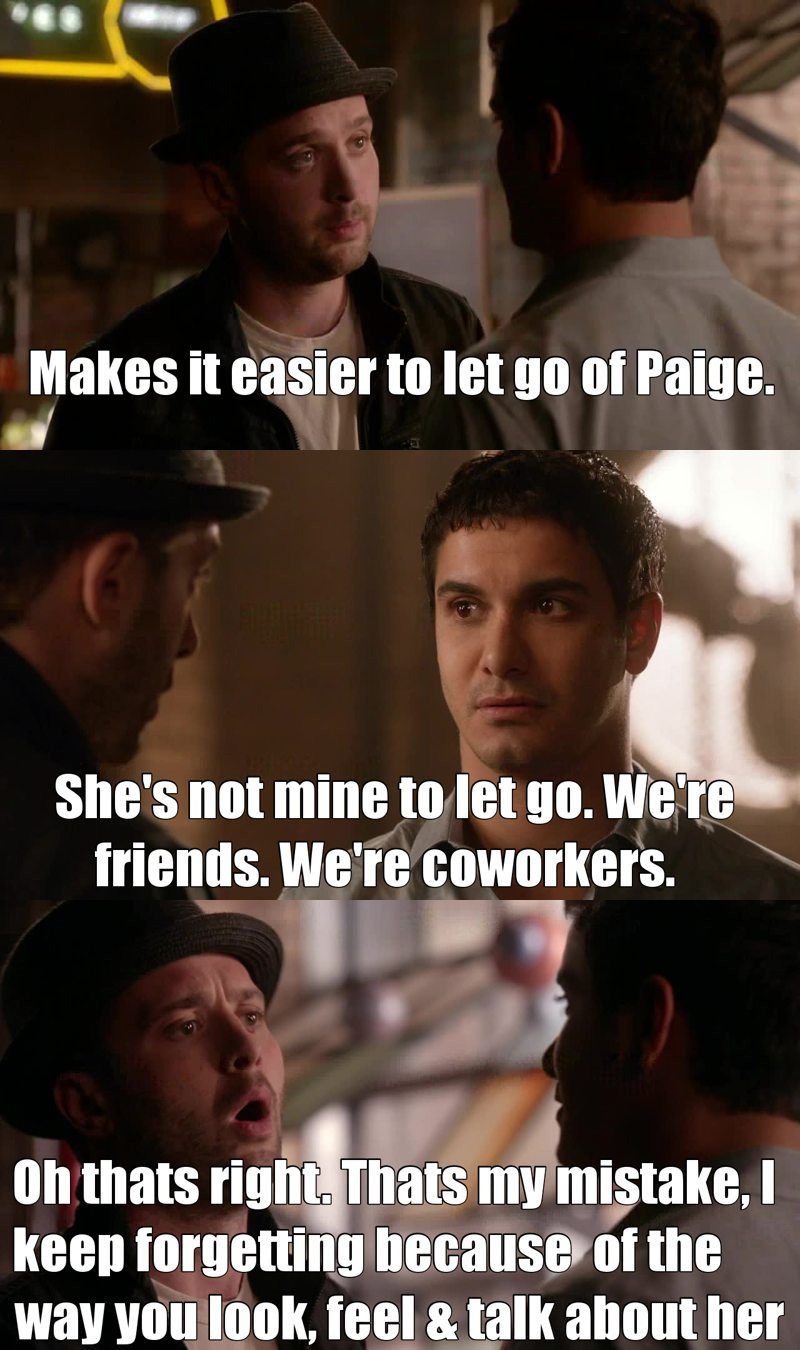 Makes it easier to let go of Paige.
She's not mine to let go. We're
friends. We're coworkers.
Oh thats right. Thats my mistake, I
keep forgetting because of the
way you look, feel & talk about her